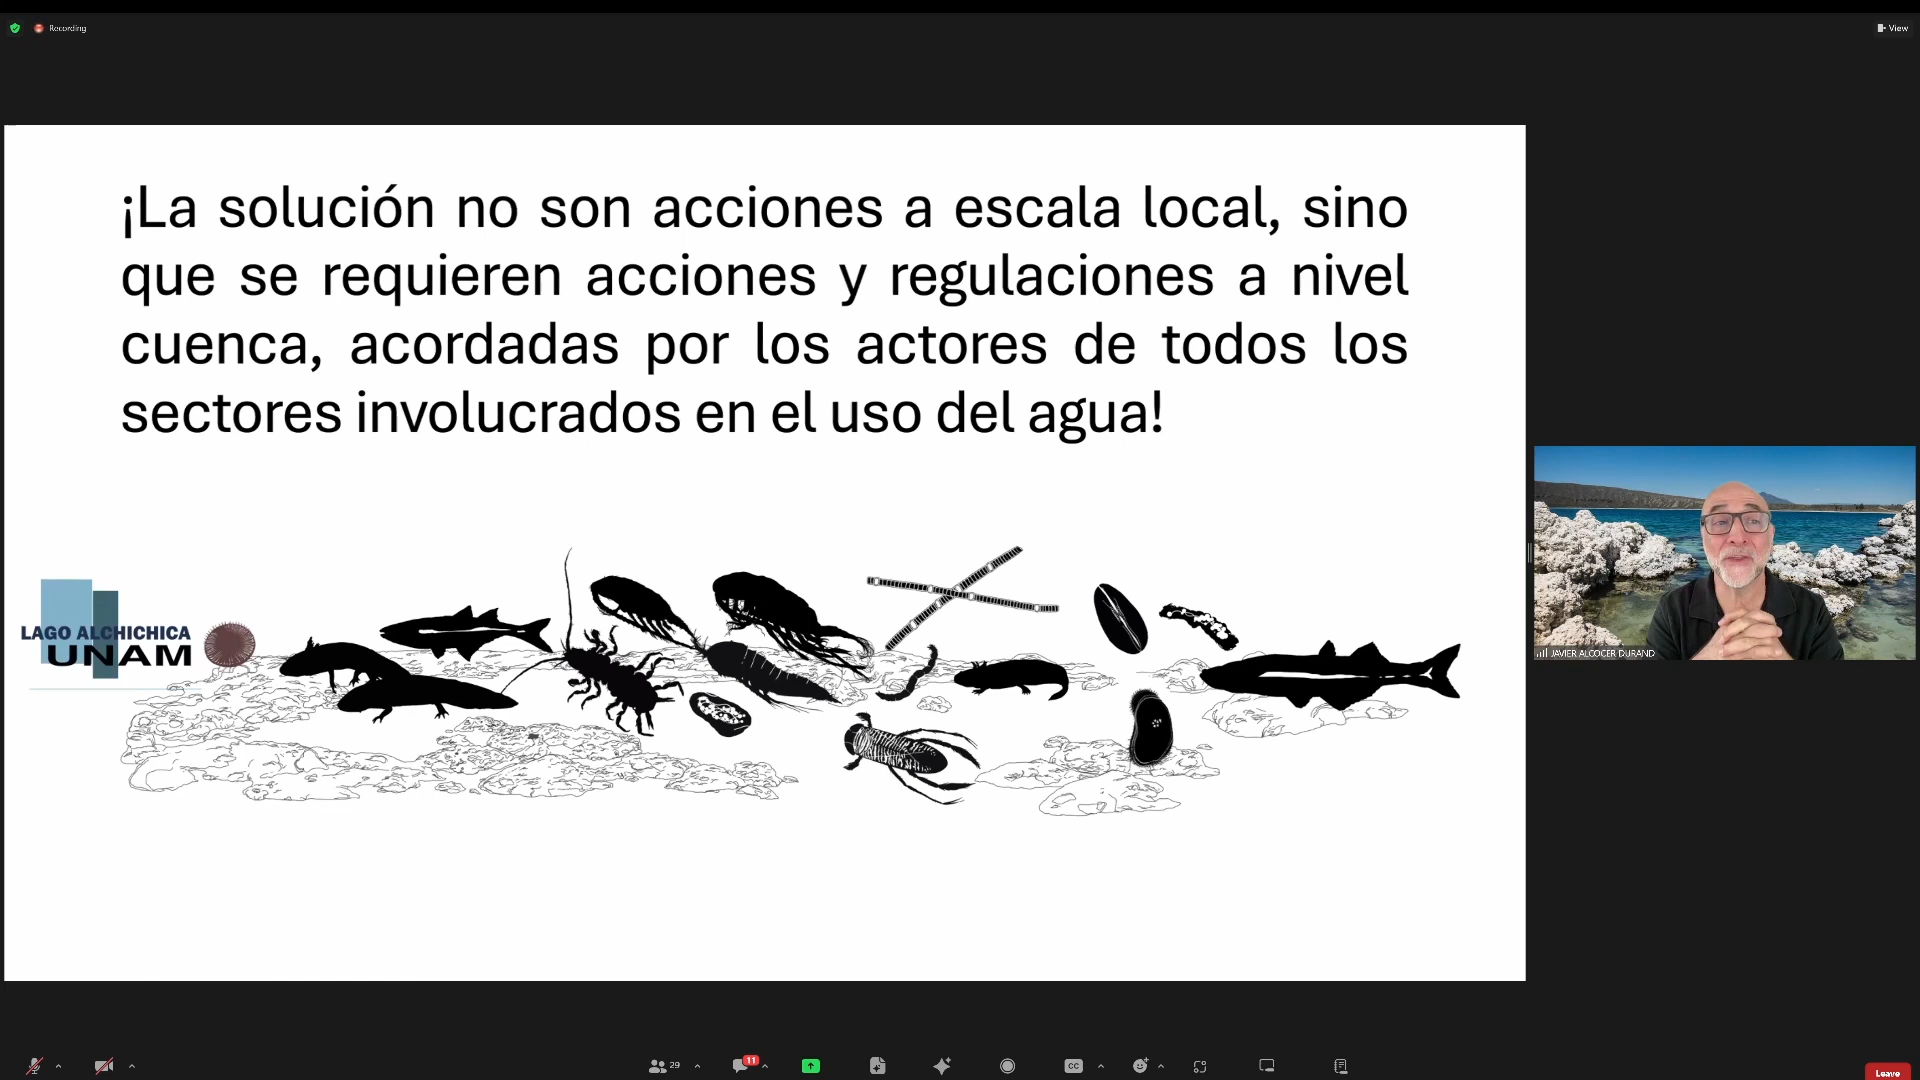 Recording
View
¡La solución no son acciones a escala local, sino
que se requieren acciones y regulaciones a nivel
cuenca, acordadas por los actores de todos los
sectores involucrados en el uso del agua!
LAGO ALCHICHICA
UNAM
JAVIER ALCOCER DURAND
29
11
CC
Leave